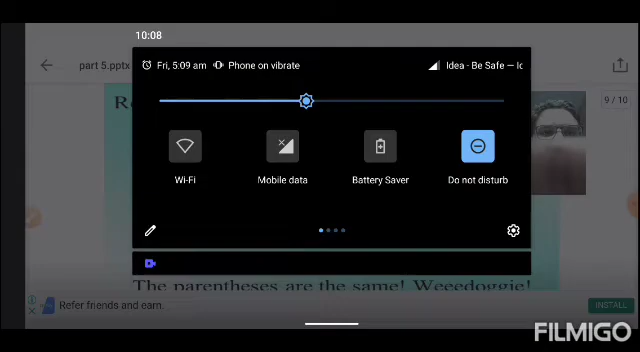 10:08
part 5.pptx
Fri, 5:09 am Phone on vibrate Idea - Be Safe — Ic
9 / 10
Wi-Fi Mobile data Battery Saver Do not disturb
The parentheses are the same! Weeedoggie!
Refer friends and earn. INSTALL
FILMIGO